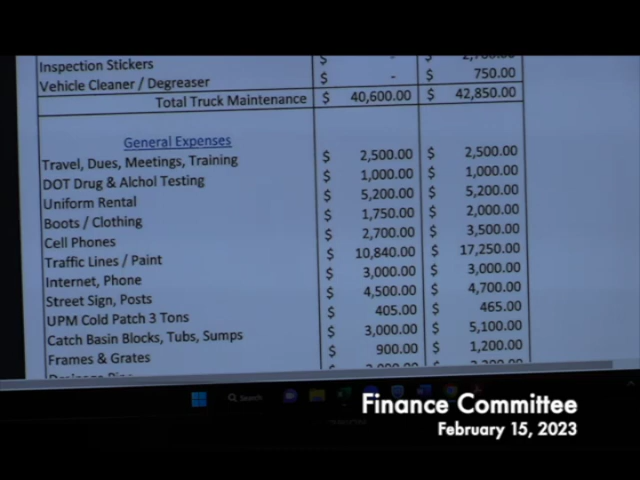 Inspection Stickers $ - $
Vehicle Cleaner / Degreaser $ - $ 750.00
Total Truck Maintenance $ 40,600.00 $ 42,850.00
General Expenses
Travel, Dues, Meetings, Training $ 2,500.00 $ 2,500.00
DOT Drug & Alchol Testing $ 1,000.00 $ 1,000.00
Uniform Rental $ 5,200.00 $ 5,200.00
Boots / Clothing $ 1,750.00 $ 2,000.00
Cell Phones $ 2,700.00 $ 3,500.00
Traffic Lines / Paint $ 10,840.00 $ 17,250.00
Internet, Phone $ 3,000.00 $ 3,000.00
Street Sign, Posts $ 4,500.00 $ 4,700.00
UPM Cold Patch 3 Tons $ 405.00 $ 465.00
Catch Basin Blocks, Tubs, Sumps $ 3,000.00 $ 5,100.00
Frames & Grates $ 900.00 $ 1,200.00
Search
Finance Committee
February 15, 2023